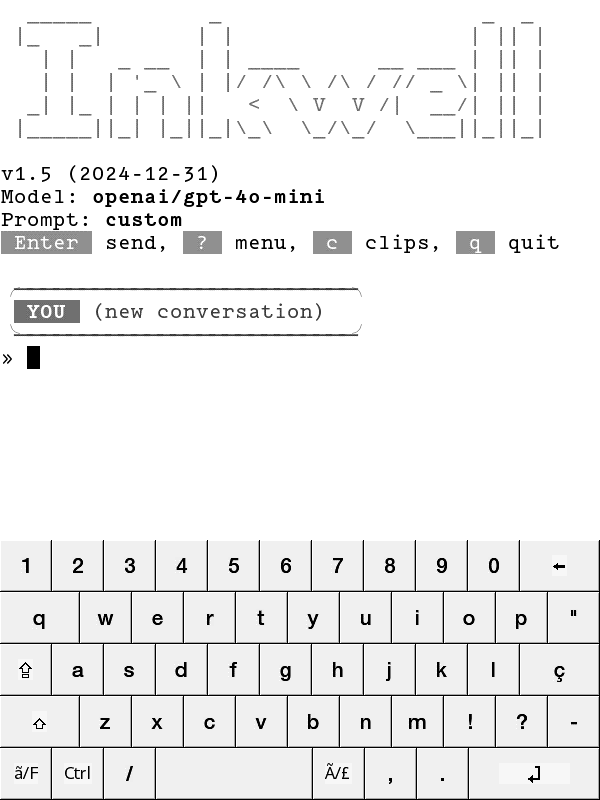 Inkwell
v1.5 (2024-12-31)
Model: openai/gpt-4o-mini
Prompt: custom
Enter send, ? menu, c clips, q quit
YOU (new conversation)
»
1 2 3 4 5 6 7 8 9 0 ←
q w e r t y u i o p "
a s d f g h j k l ç
z x c v b n m ! ? -
ã/F Ctrl / Ã/£ , .